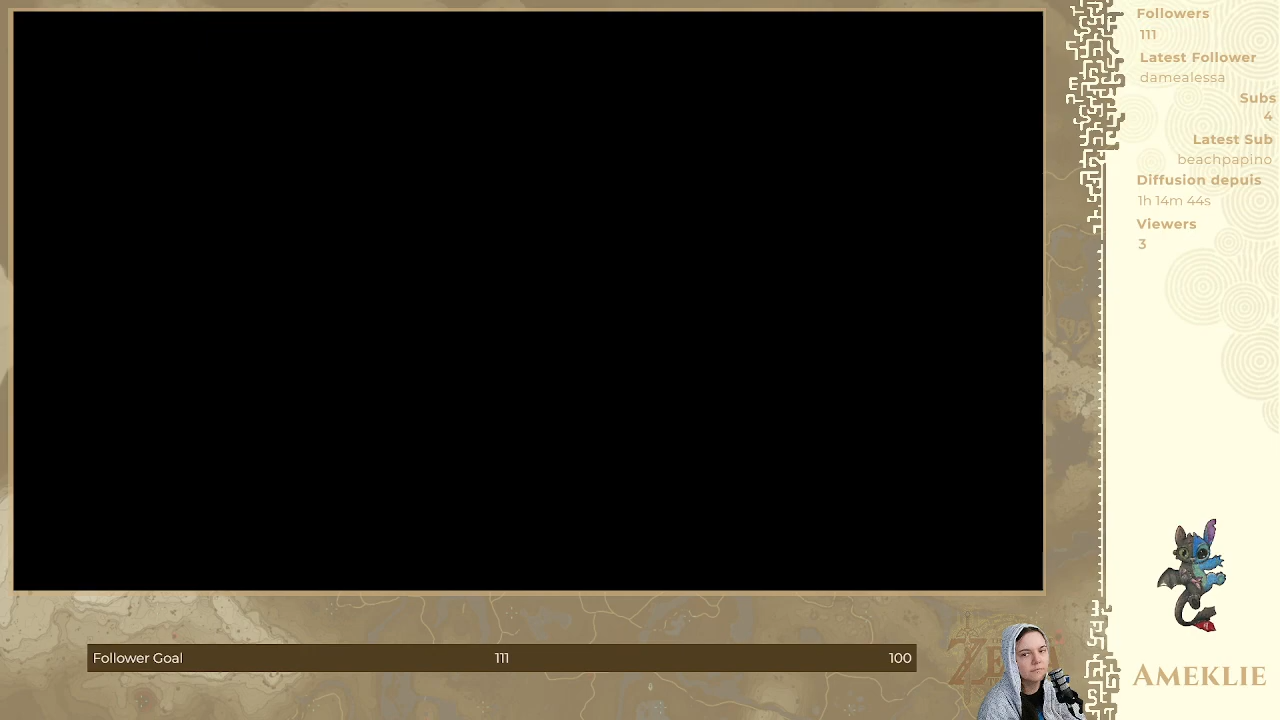 Followers
111
Latest Follower
damealessa
Subs
4
Latest Sub
beachpapino
Diffusion depuis
1h 14m 44s
Viewers
3
Follower Goal 111 100
ZELDA
AMEKLIE